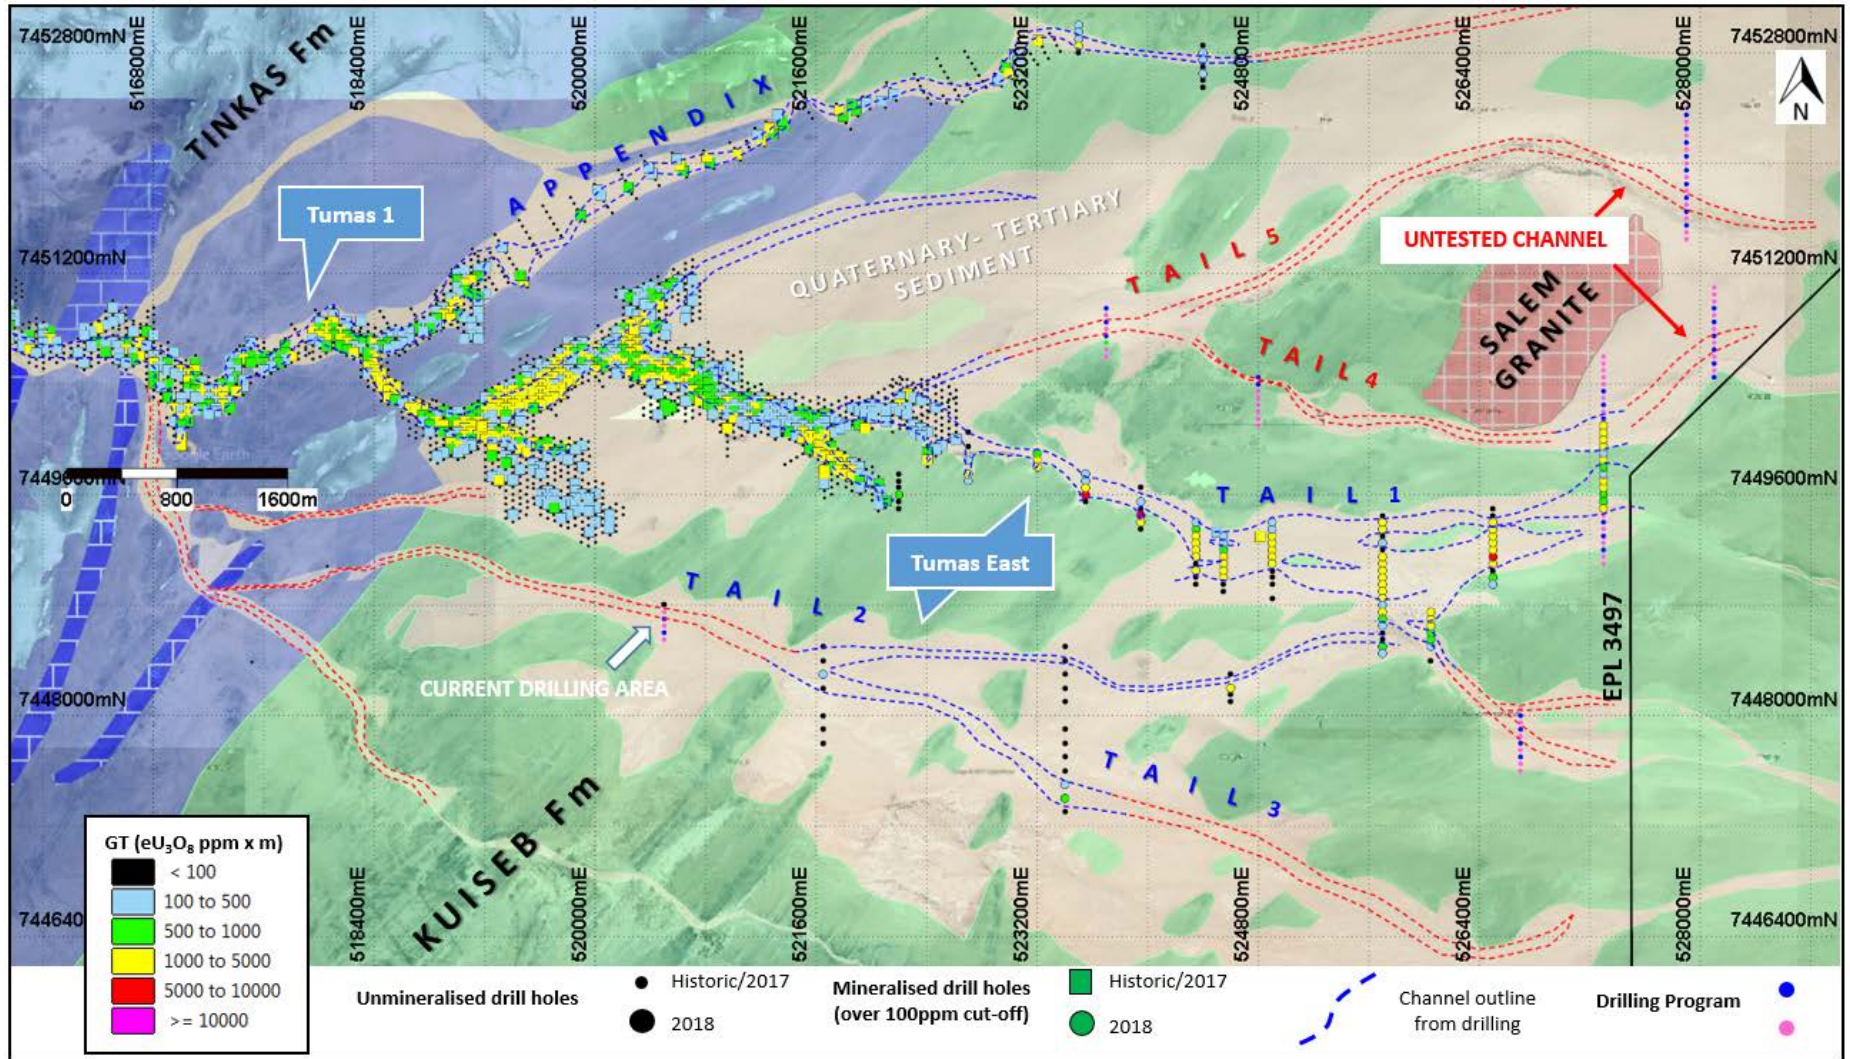 7452800mN
516800mE
TINKAS Fm
518400mE
520000mE
521600mE
523200mE
524800mE
526400mE
528000mE
7452800mN
N
APPENDIX
Tumas 1
QUATERNARY- TERTIARY
SEDIMENT
TAIL 5
UNTESTED CHANNEL
7451200mN
7451200mN
SALEM
GRANITE
TAIL 4
Google Earth
7449600mN
0 800 1600m
TAIL 1
7449600mN
Tumas East
TAIL 2
EPL 3497
CURRENT DRILLING AREA
7448000mN
7448000mN
TAIL 3
KUISEB Fm
GT (eU₃O₈ ppm x m)
< 100
100 to 500
500 to 1000
1000 to 5000
5000 to 10000
>= 10000
746400
518400mE
520000mE
521600mE
523200mE
524800mE
526400mE
528000mE
7446400mN
Unmineralised drill holes
Historic/2017
2018
Mineralised drill holes
(over 100ppm cut-off)
Historic/2017
2018
Channel outline
from drilling
Drilling Program